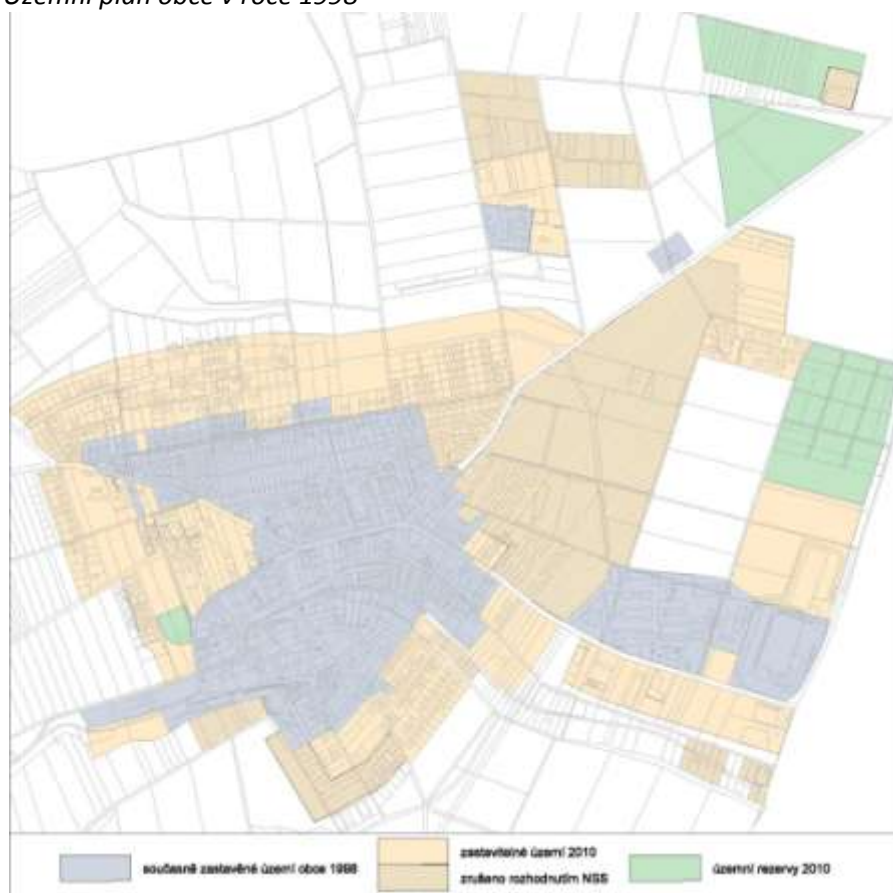 Územní plán obce v roce 1998
současně zastavěné území obce 1998
zastavitelné území 2010
zrušeno rozhodnutím NSS
územní rezervy 2010